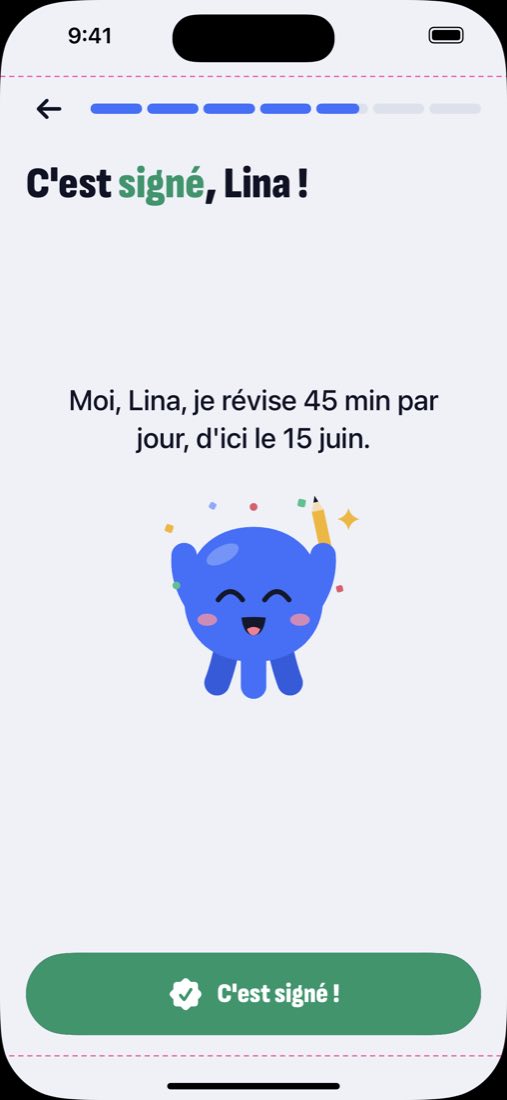 9:41
C'est signé, Lina !
Moi, Lina, je révise 45 min par
jour, d'ici le 15 juin.
C'est signé !